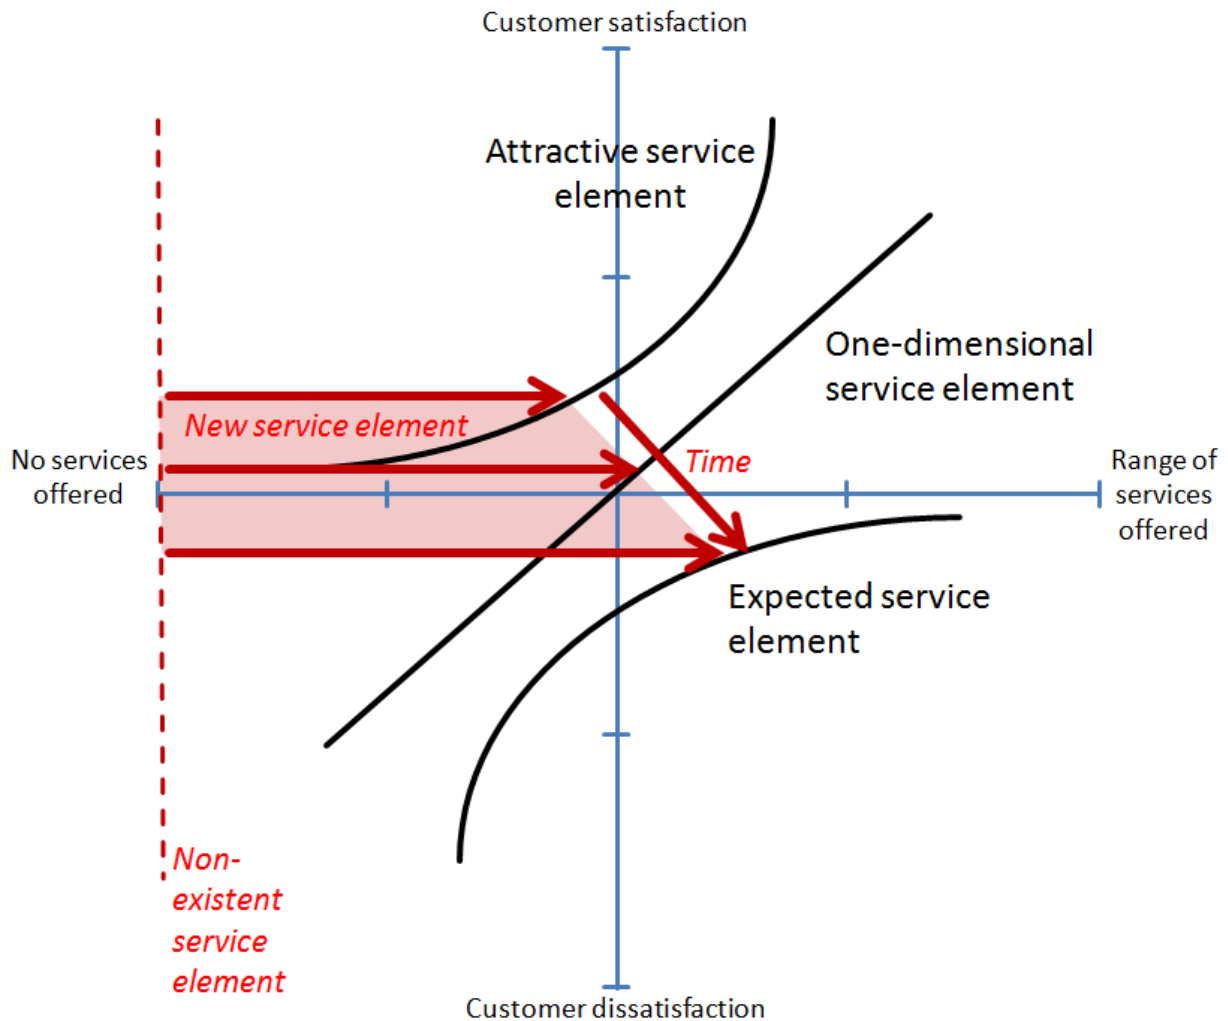 Customer satisfaction
Attractive service
element
One-dimensional
service element
New service element
No services
offered
Time
Range of
services
offered
Expected service
element
Non-
existent
service
element
Customer dissatisfaction